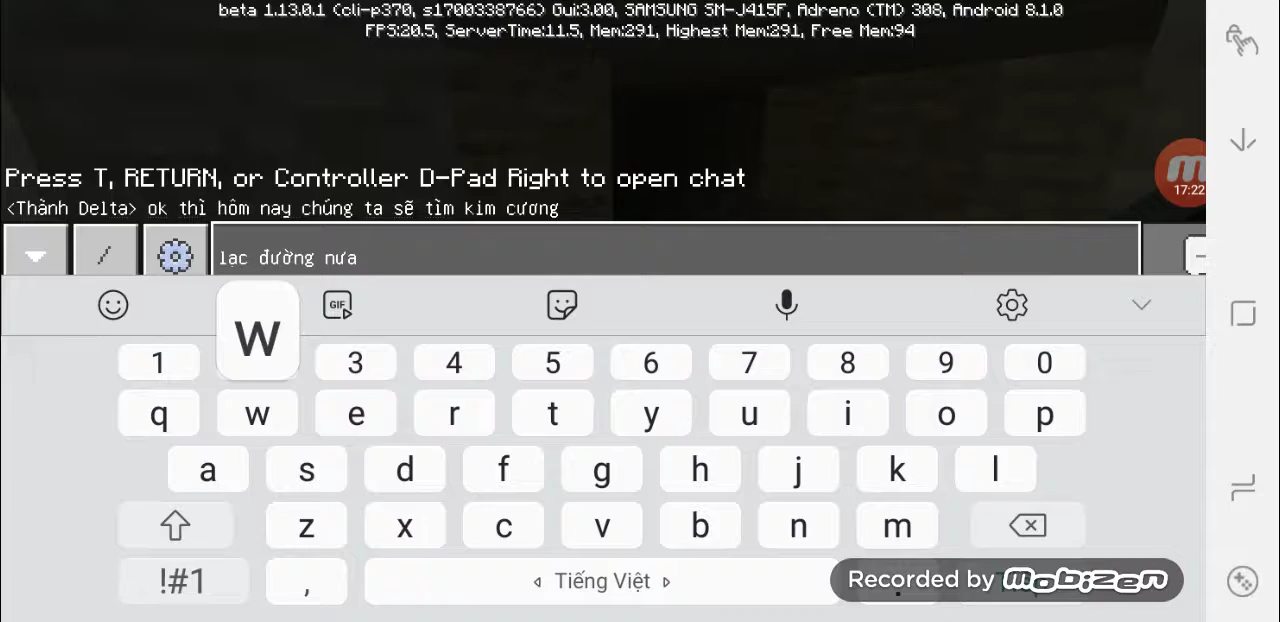 beta 1.13.0.1 (cli-p370, s1700338766) Gui:3.00, SAMSUNG SM-J415F, Adreno (TM) 308, Android 8.1.0
FPS:20.5, ServerTime:11.5, Mem:291, Highest Mem:291, Free Mem:94
Press T, RETURN, or Controller D-Pad Right to open chat
17:22
<Thành Delta> ok thì hôm nay chúng ta sẽ tìm kim cương
/
lạc đường nưa
GIF
w
1 3 4 5 6 7 8 9 0
q w e r t y u i o p
a s d f g h j k l
z x c v b n m
!#1 , Tiếng Việt
Recorded by mobizen